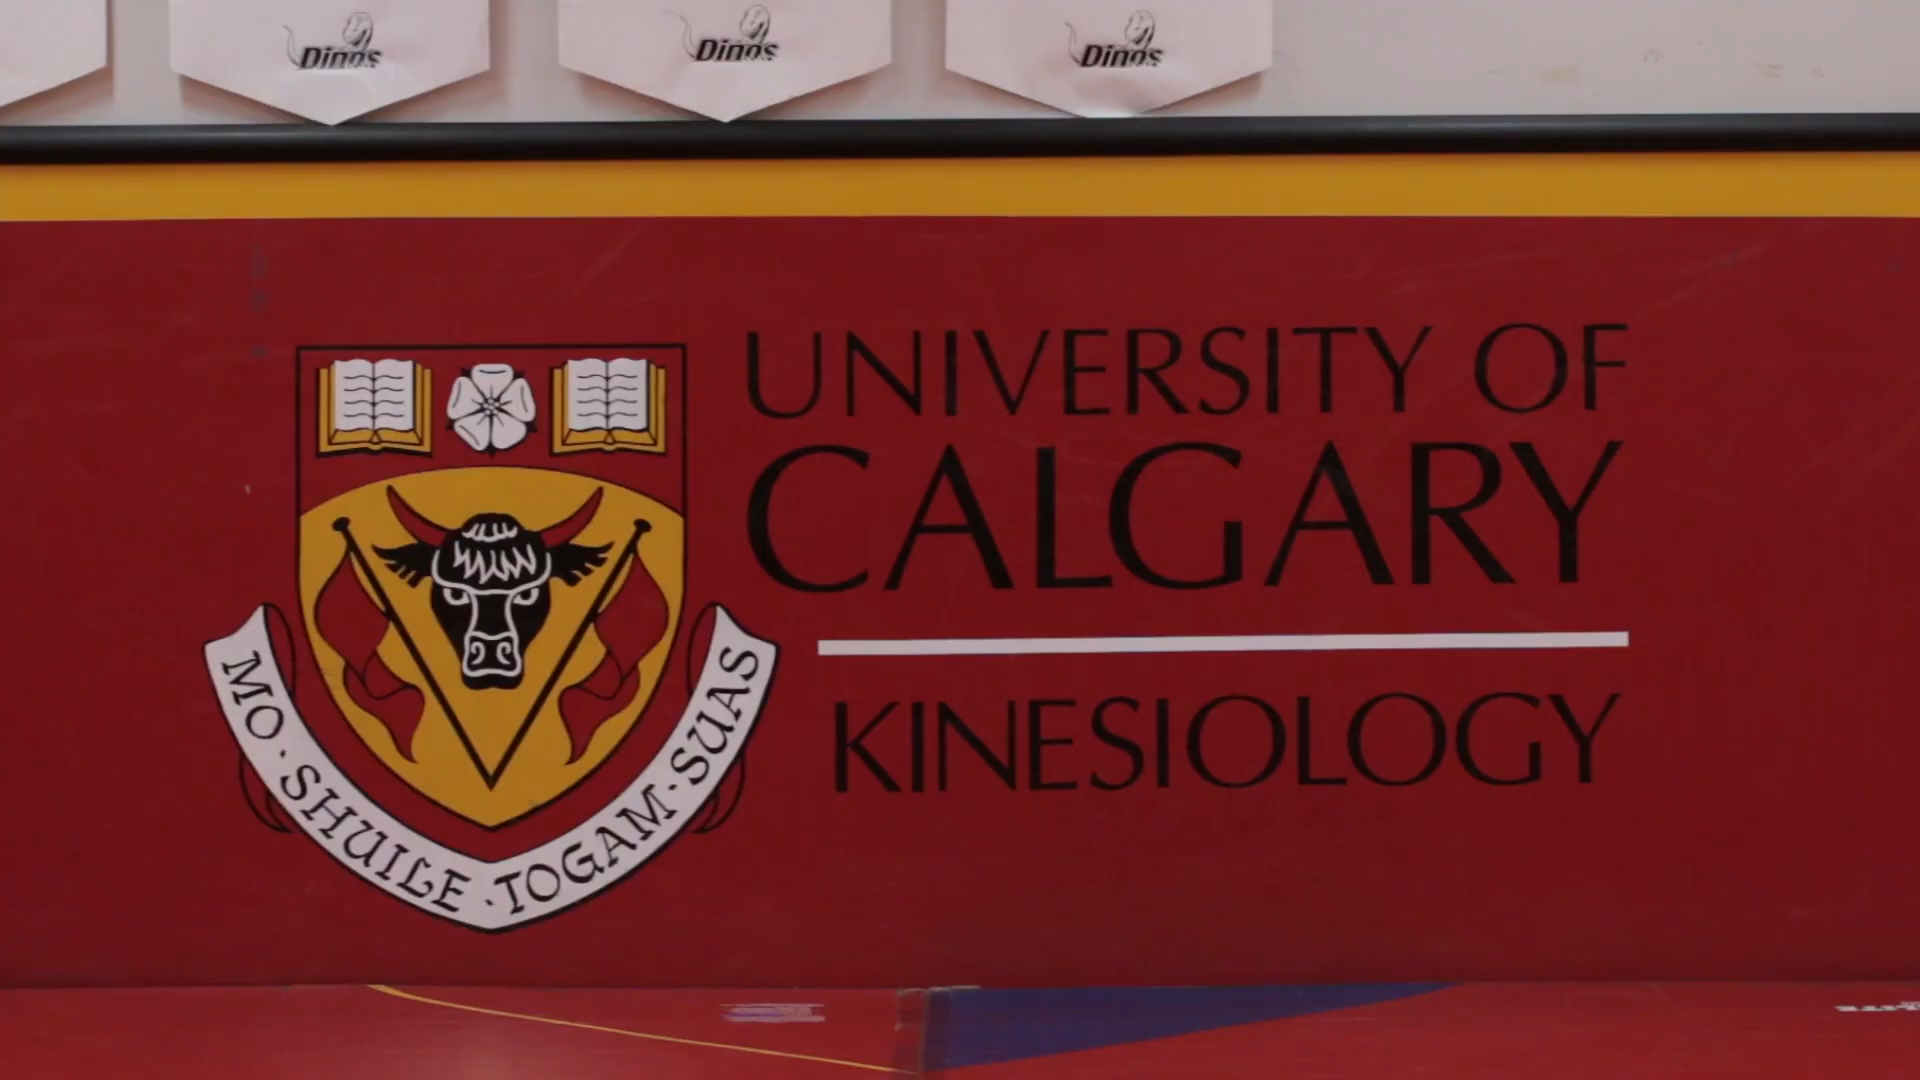 Dinos
Dinos
Dinos
UNIVERSITY OF
CALGARY
KINESIOLOGY
MO · SHUILE · TOGAM · SUAS